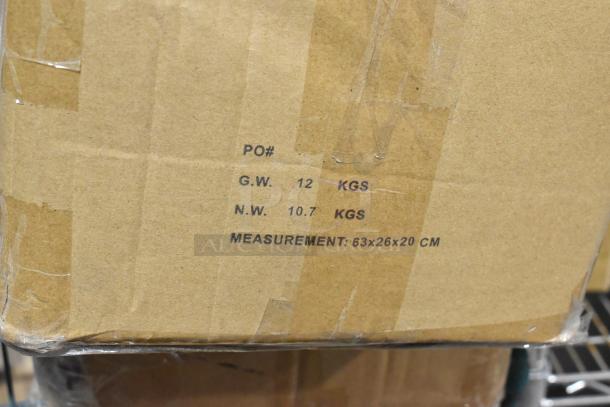 PO#
G.W. 12 KGS
N.W. 10.7 KGS
MEASUREMENT: 63x26x20 CM